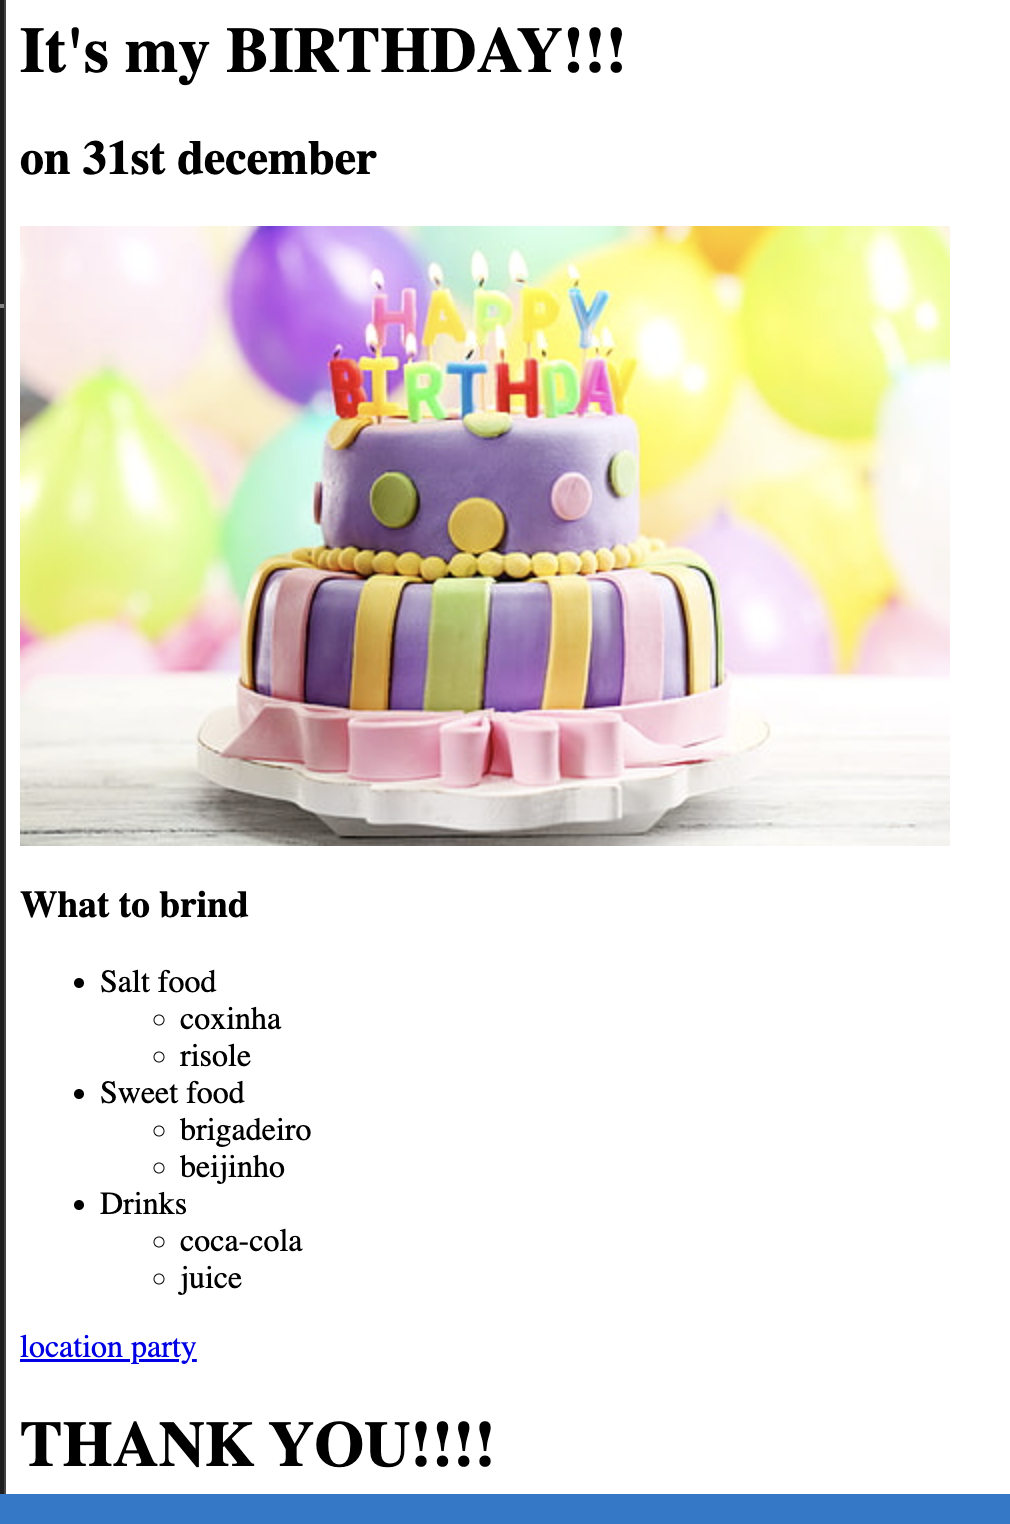 It's my BIRTHDAY!!!
on 31st december
HAPPY
BIRTHDAY
What to brind
Salt food
coxinha
risole
Sweet food
brigadeiro
beijinho
Drinks
coca-cola
juice
location party
THANK YOU!!!!